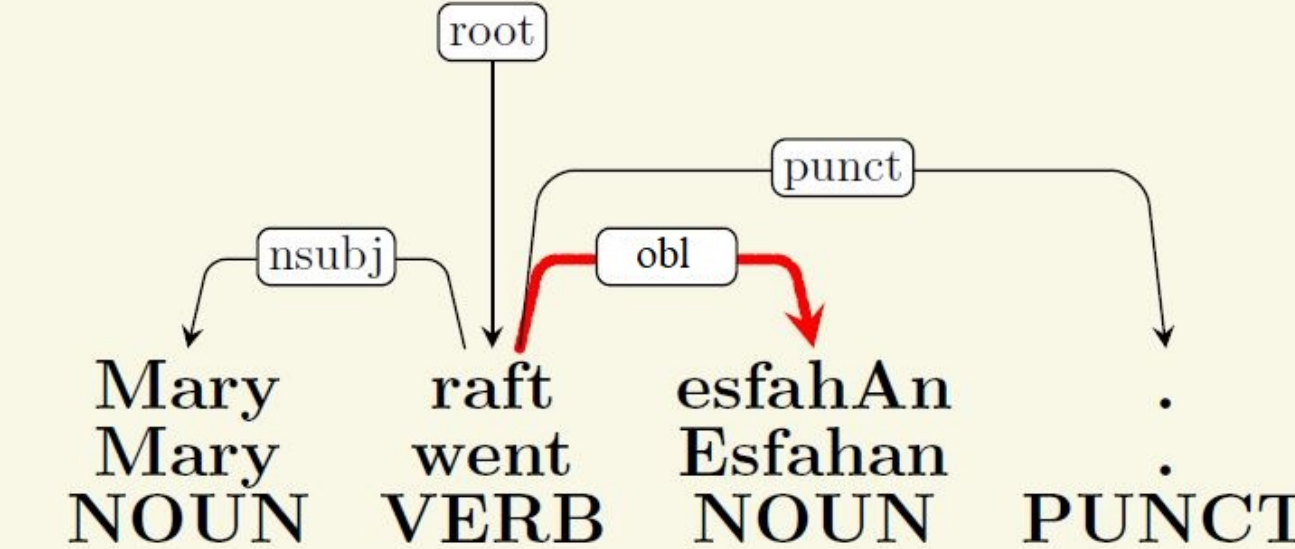 root
punct
nsubj obl
Mary raft esfahAn .
Mary went Esfahan .
NOUN VERB NOUN PUNCT